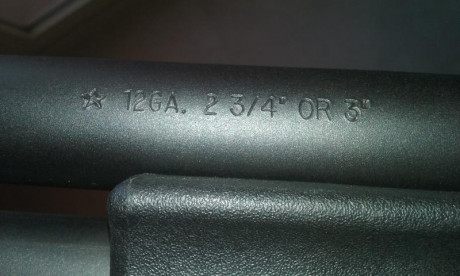 ☆ 12GA. 2 3/4" OR 3"